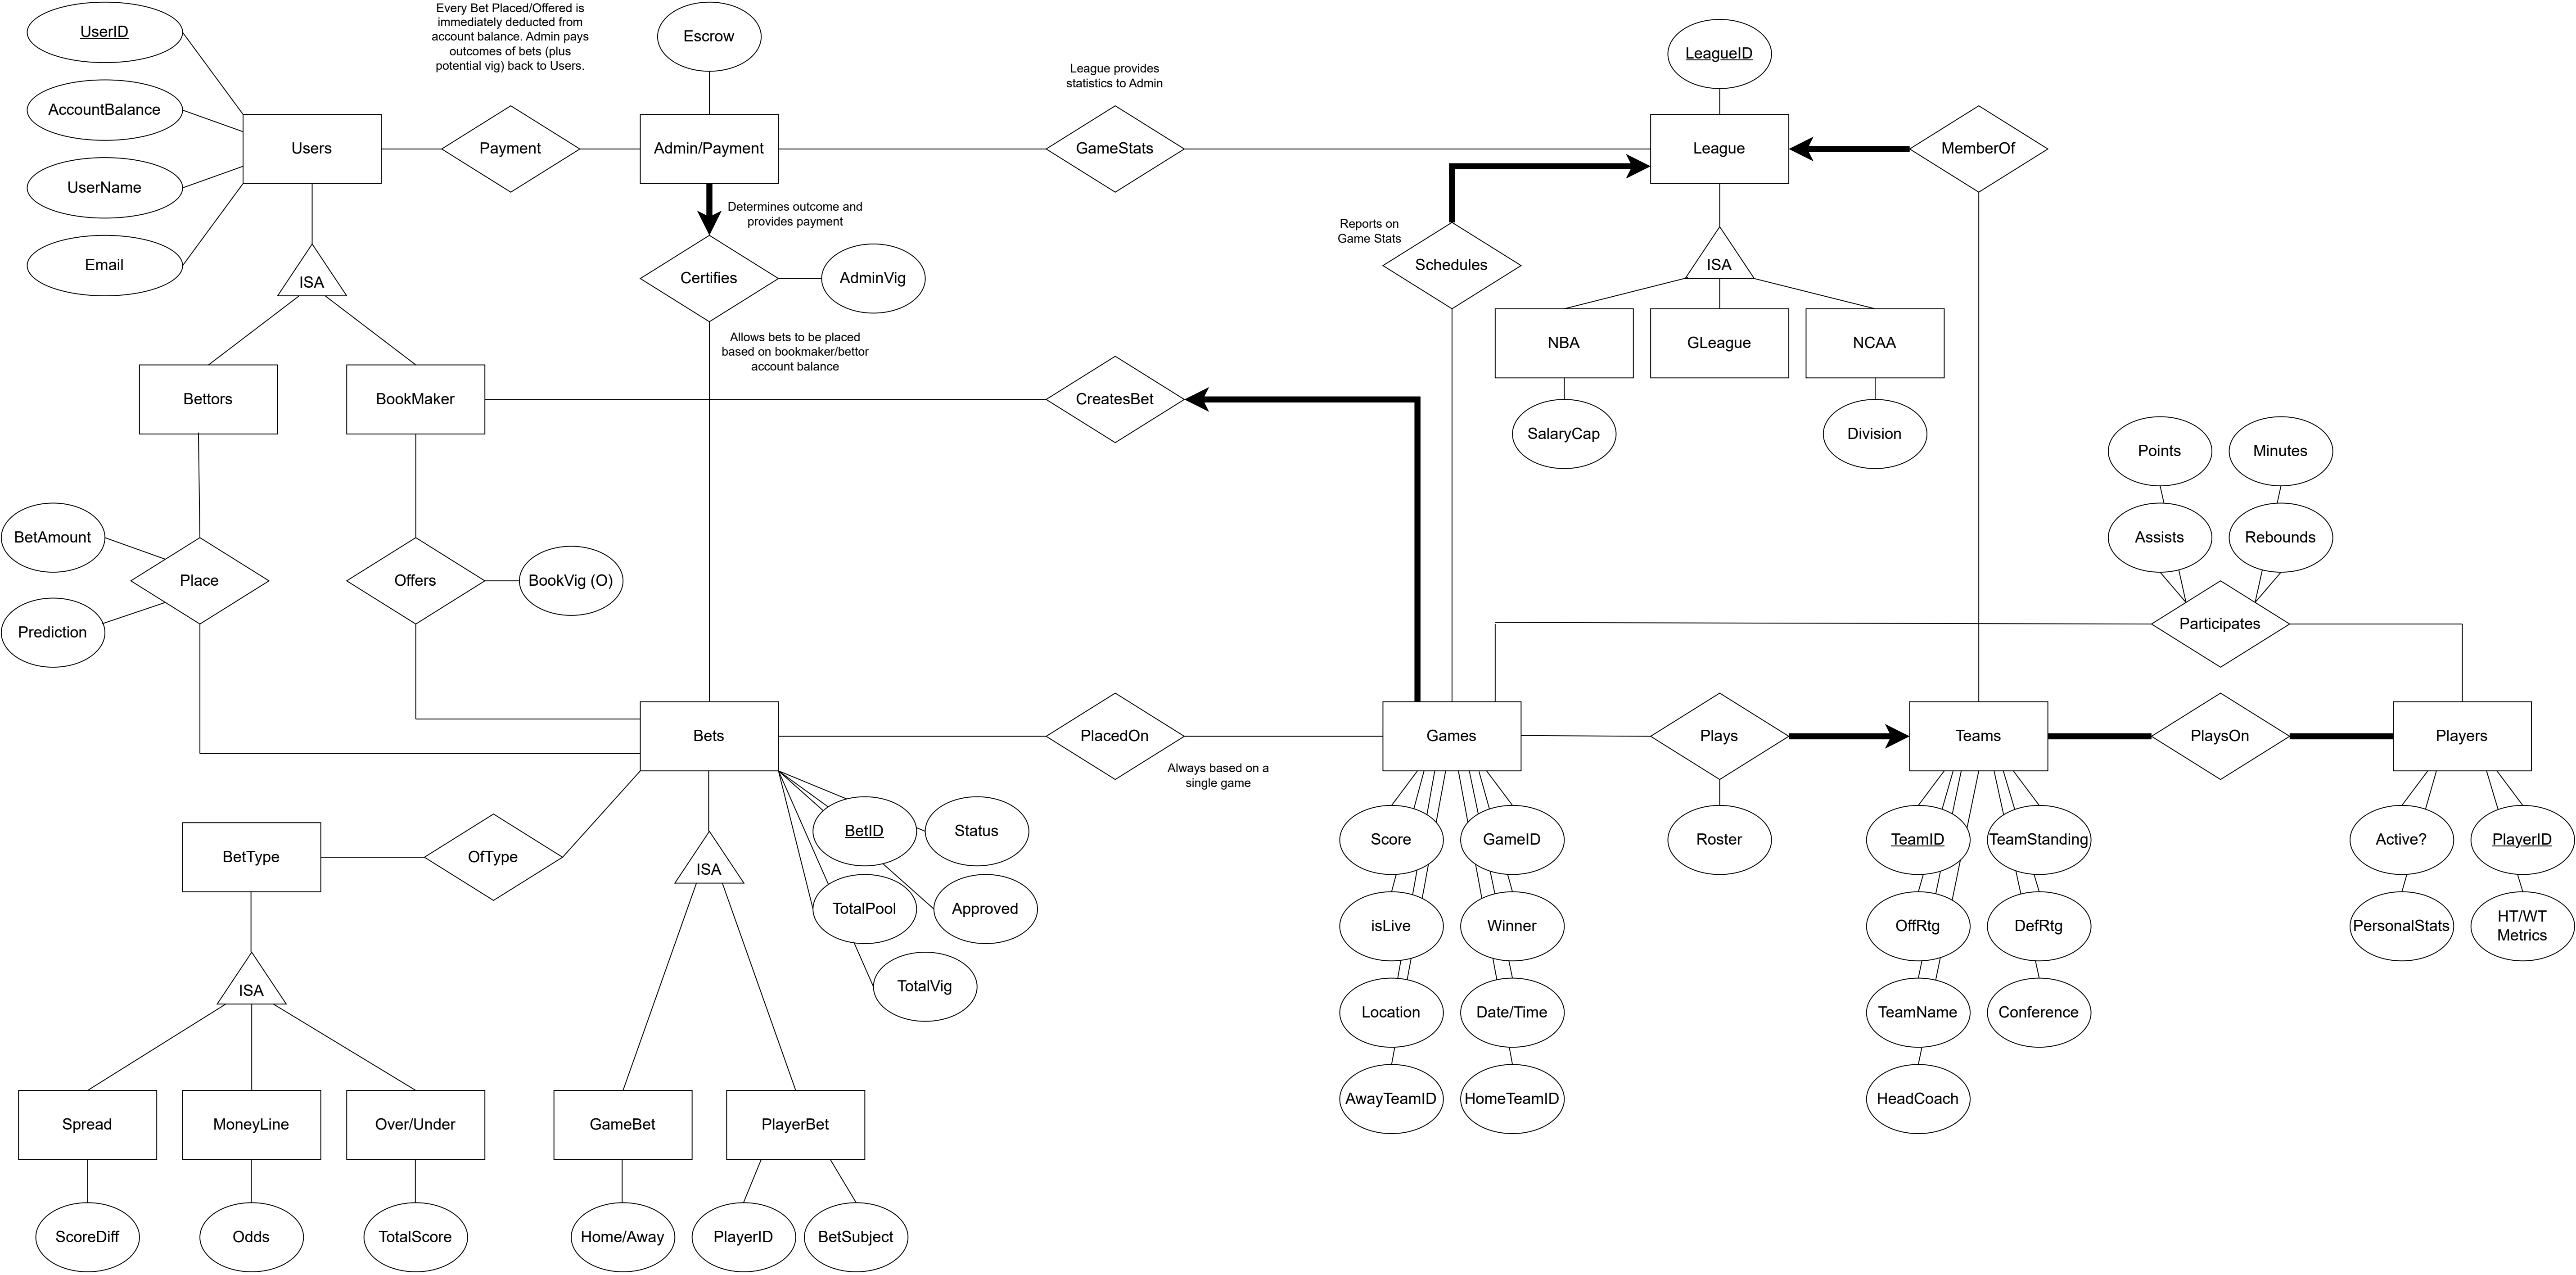 UserID
AccountBalance
UserName
Email
Users
Every Bet Placed/Offered is
immediately deducted from
account balance. Admin pays
outcomes of bets (plus
potential vig) back to Users.
Payment
Escrow
Admin/Payment
League provides
statistics to Admin
GameStats
LeagueID
League
MemberOf
Determines outcome and
provides payment
Certifies
AdminVig
Reports on
Game Stats
Schedules
ISA
ISA
Allows bets to be placed
based on bookmaker/bettor
account balance
NBA
GLeague
NCAA
Bettors
BookMaker
CreatesBet
SalaryCap
Division
Points
Minutes
Assists
Rebounds
BetAmount
Place
Prediction
Offers
BookVig (O)
Participates
Bets
PlacedOn
Always based on a
single game
Games
Plays
Teams
PlaysOn
Players
BetType
OfType
ISA
BetID
Status
TotalPool
Approved
TotalVig
Score
GameID
isLive
Winner
Location
Date/Time
AwayTeamID
HomeTeamID
Roster
TeamID
TeamStanding
OffRtg
DefRtg
TeamName
Conference
HeadCoach
Active?
PlayerID
PersonalStats
HT/WT
Metrics
ISA
Spread
MoneyLine
Over/Under
GameBet
PlayerBet
ScoreDiff
Odds
TotalScore
Home/Away
PlayerID
BetSubject